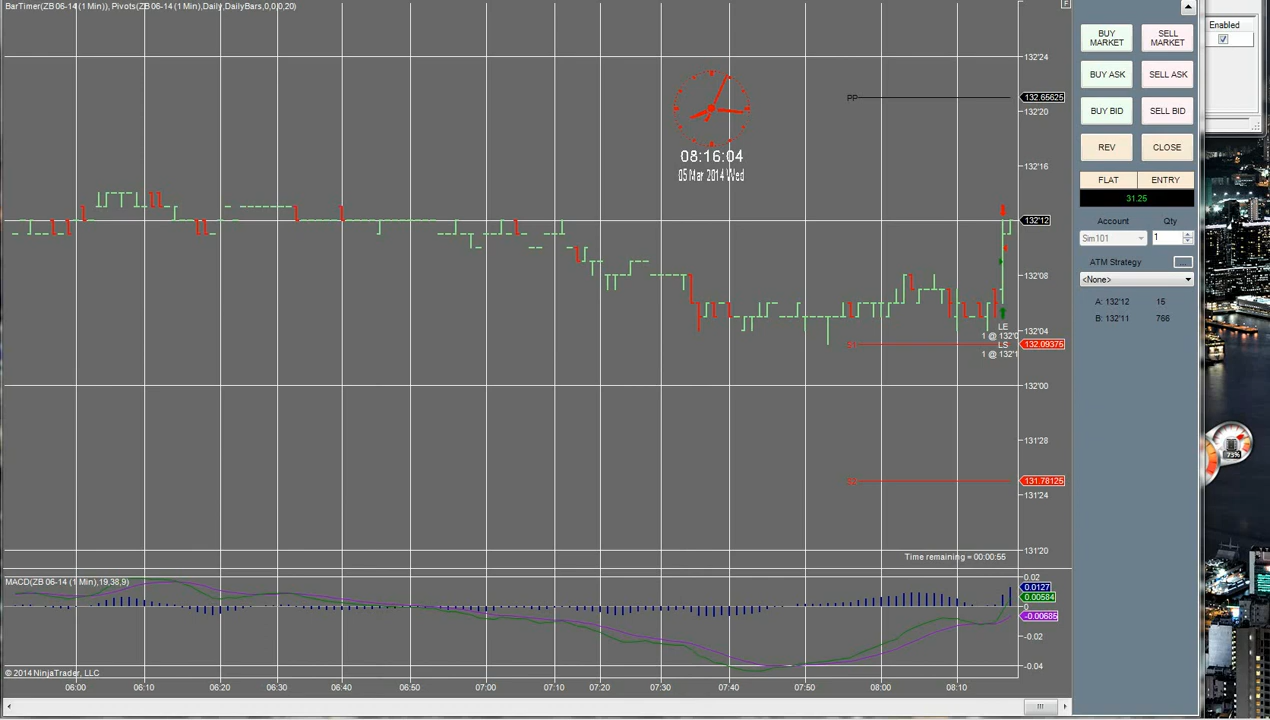 BarTimer(ZB 06-14 (1 Min)), Pivots(ZB 06-14 (1 Min),Daily,DailyBars,0,0,0,20)
F
Enabled
BUY MARKET
SELL MARKET
BUY ASK
SELL ASK
BUY BID
SELL BID
REV
CLOSE
FLAT
ENTRY
31.25
Account
Qty
Sim101
1
ATM Strategy
...
<None>
A: 132'12
15
B: 132'11
766
132'24
PP
132.65625
132'20
08:16:04
05 Mar 2014 Wed
132'16
132'12
132'08
132'04
LE
1 @ 132'0
LS
1 @ 132'1
132.09375
132'00
131'28
131.78125
131'24
73%
Time remaining = 00:00:55
131'20
MACD(ZB 06-14 (1 Min),19,38,9)
0.02
0.0127
0.00584
0
-0.00685
-0.02
-0.04
© 2014 NinjaTrader, LLC
06:00 06:10 06:20 06:30 06:40 06:50 07:00 07:10 07:20 07:30 07:40 07:50 08:00 08:10